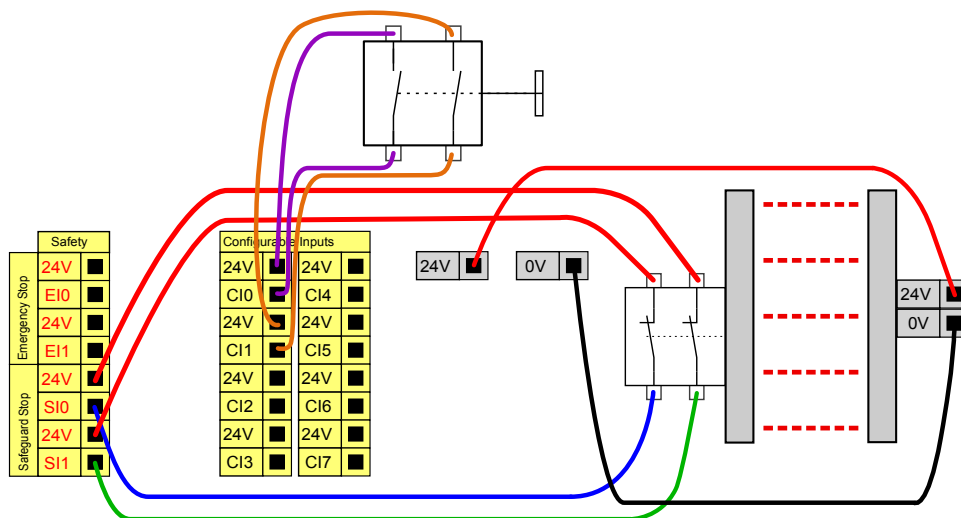 Safety
Emergency Stop
24V
EI0
24V
EI1
Safeguard Stop
24V
SI0
24V
SI1
Configurable Inputs
24V 24V
CI0 CI4
24V 24V
CI1 CI5
24V 24V
CI2 CI6
24V 24V
CI3 CI7
24V
0V
24V
0V